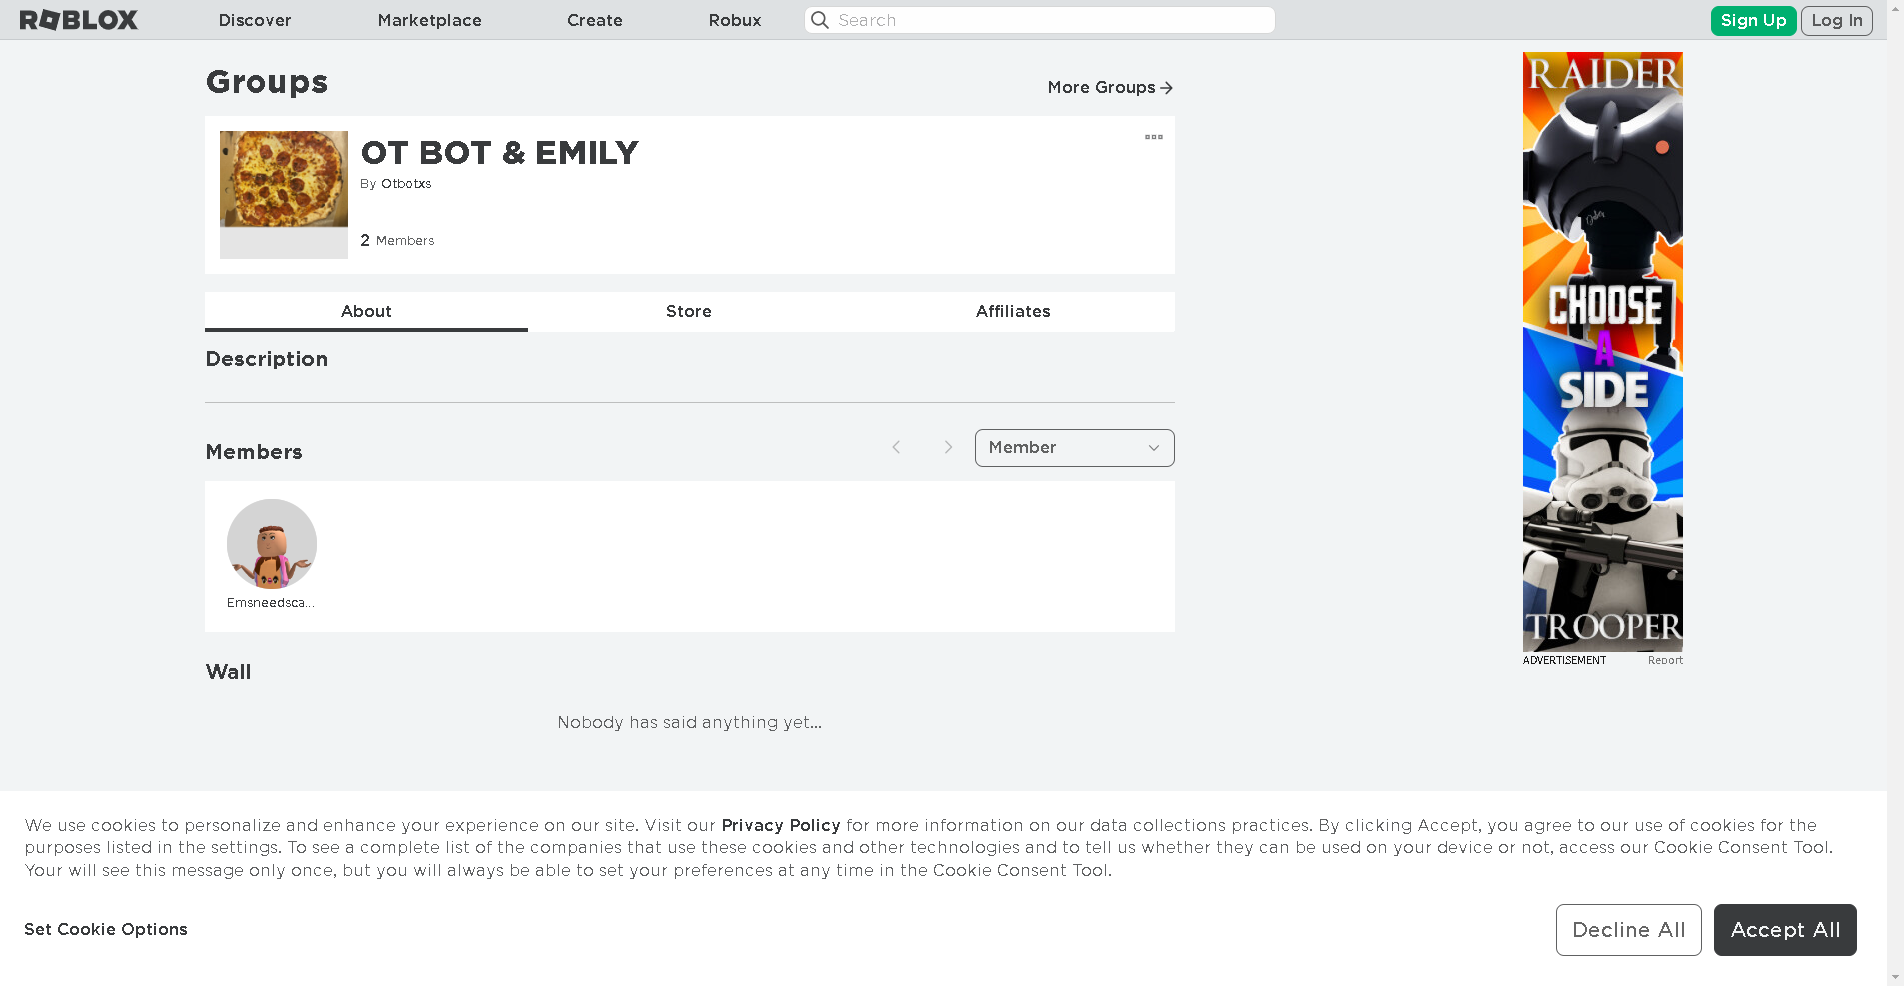 ROBLOX
Discover
Marketplace
Create
Robux
Search
Sign Up
Log In
Groups
More Groups
OT BOT & EMILY
By Otbotxs
2 Members
About
Store
Affiliates
Description
Members
Member
Emsneedsca...
Wall
Nobody has said anything yet...
RAIDER
CHOOSE
A
SIDE
TROOPER
ADVERTISEMENT
Report
We use cookies to personalize and enhance your experience on our site. Visit our Privacy Policy for more information on our data collections practices. By clicking Accept, you agree to our use of cookies for the
purposes listed in the settings. To see a complete list of the companies that use these cookies and other technologies and to tell us whether they can be used on your device or not, access our Cookie Consent Tool.
Your will see this message only once, but you will always be able to set your preferences at any time in the Cookie Consent Tool.
Set Cookie Options
Decline All
Accept All